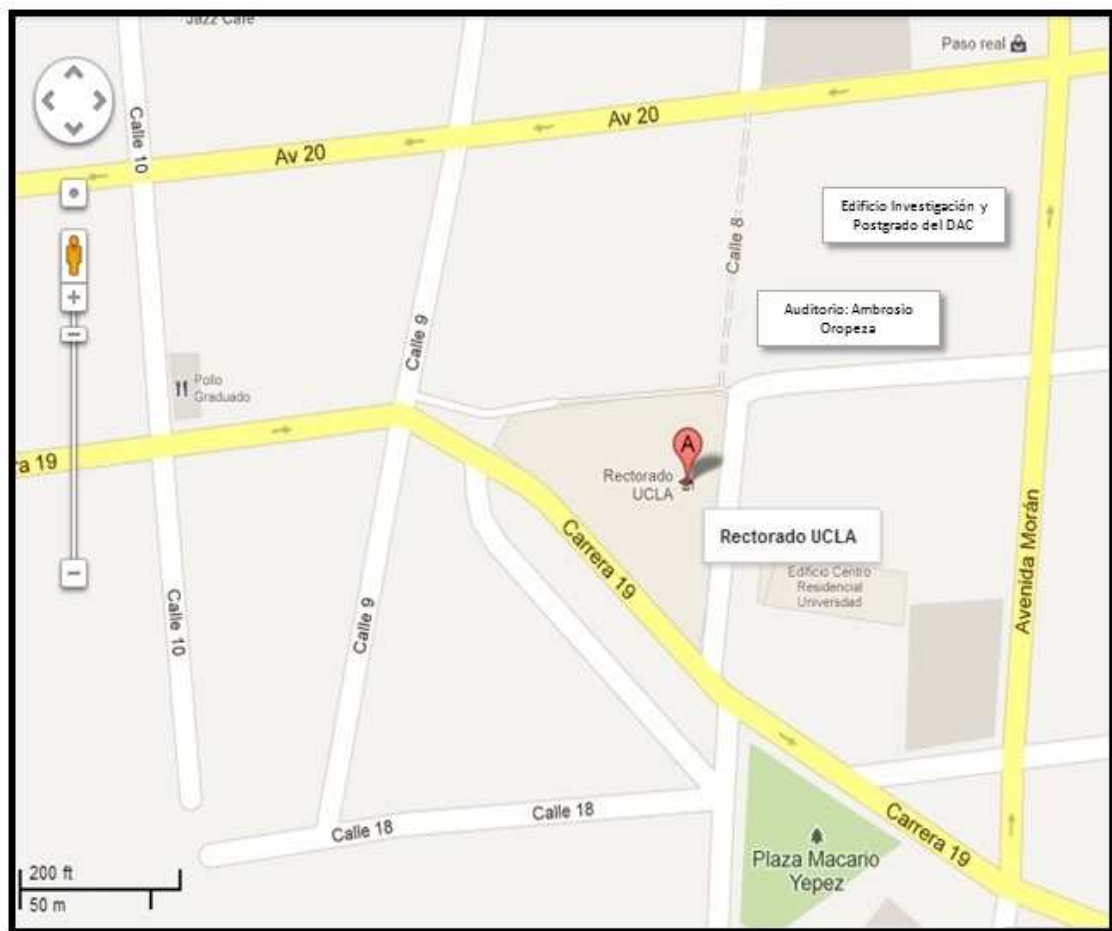 Jazz Café
Paso real
Calle 10
Av 20
Av 20
Calle 8
Edificio Investigación y
Postgrado del DAC
Auditorio: Ambrosio
Oropeza
Calle 9
Pollo
Graduado
ra 19
A
Rectorado
UCLA
Rectorado UCLA
Carrera 19
Edificio Centro
Residencial
Universdad
Avenida Morán
Calle 10
Calle 9
Calle 18
Calle 18
Carrera 19
Plaza Macario
Yepez
200 ft
50 m